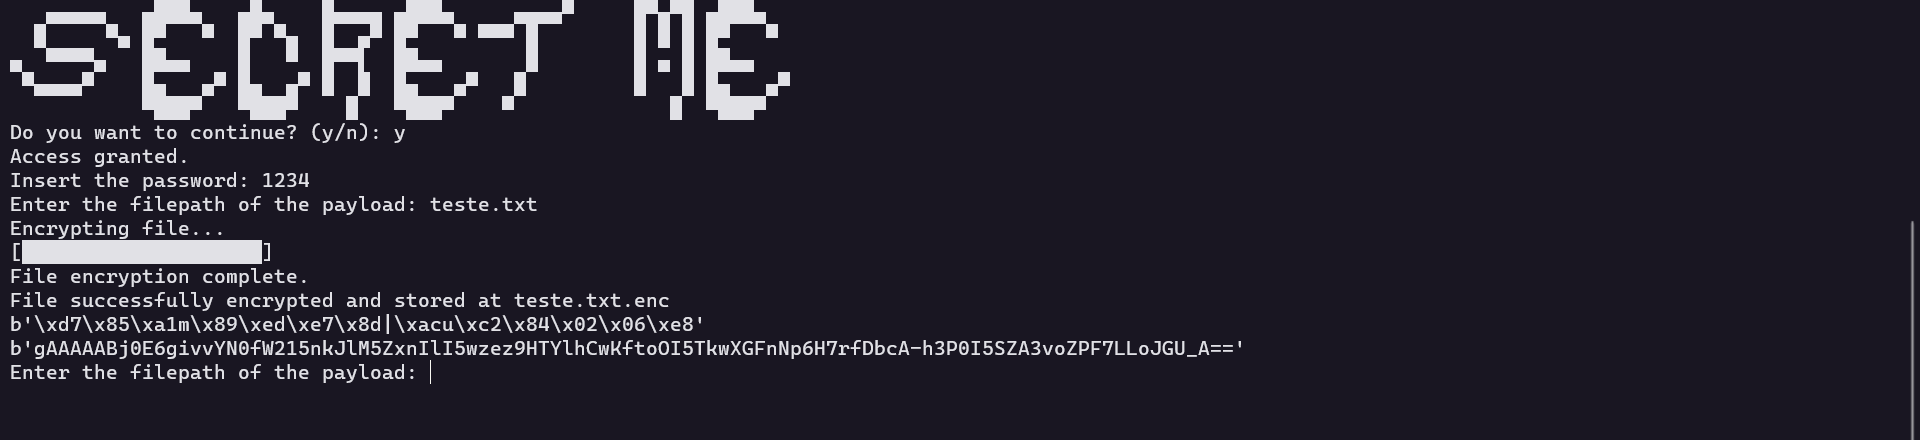 SECRET ME
Do you want to continue? (y/n): y
Access granted.
Insert the password: 1234
Enter the filepath of the payload: teste.txt
Encrypting file...
[████████████████████]
File encryption complete.
File successfully encrypted and stored at teste.txt.enc
b'\xd7\x85\xa1m\x89\xed\xe7\x8d|\xacu\xc2\x84\x02\x06\xe8'
b'gAAAAABj0E6givvYN0fW215nkJlM5ZxnIlI5wzez9HTYlhCwKftoOI5TkwXGFnNp6H7rfDbcA-h3P0I5SZA3voZPF7LLoJGU_A=='
Enter the filepath of the payload: